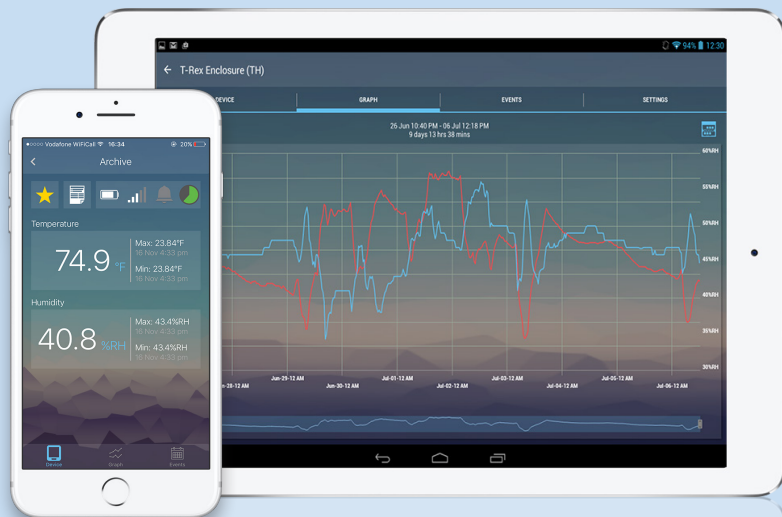 94% 12:30
T-Rex Enclosure (TH)
DEVICE GRAPH EVENTS SETTINGS
26 Jun 10:40 PM - 06 Jul 12:18 PM
9 days 13 hrs 38 mins
60%RH
55%RH
50%RH
45%RH
40%RH
35%RH
30%RH
Jun-28-12 AM
Jun-29-12 AM
Jun-30-12 AM
Jul-01-12 AM
Jul-02-12 AM
Jul-03-12 AM
Jul-04-12 AM
Jul-05-12 AM
Jul-06-12 AM
Vodafone WiFiCall 16:34 20%
Archive
Temperature
74.9 °F
Max: 23.84°F
16 Nov 4:33 pm
Min: 23.84°F
16 Nov 4:33 pm
Humidity
40.8 %RH
Max: 43.4%RH
16 Nov 4:33 pm
Min: 43.4%RH
16 Nov 4:33 pm
Device Graph Events